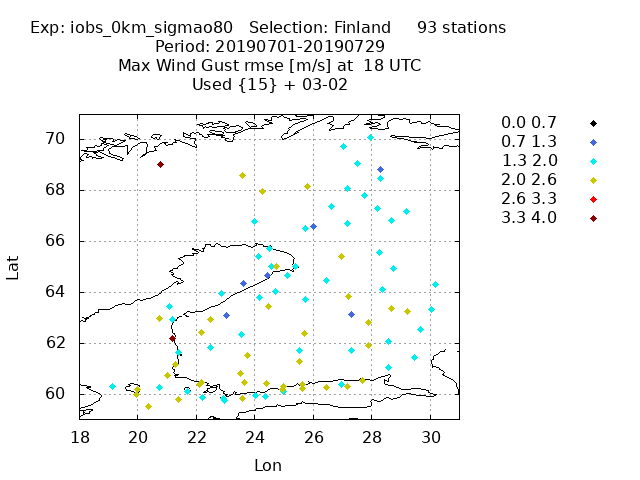 Exp: iobs_0km_sigmao80 Selection: Finland 93 stations
Period: 20190701-20190729
Max Wind Gust rmse [m/s] at 18 UTC
Used {15} + 03-02
0.0 0.7
0.7 1.3
1.3 2.0
2.0 2.6
2.6 3.3
3.3 4.0
Lat
70
68
66
64
62
60
18 20 22 24 26 28 30
Lon